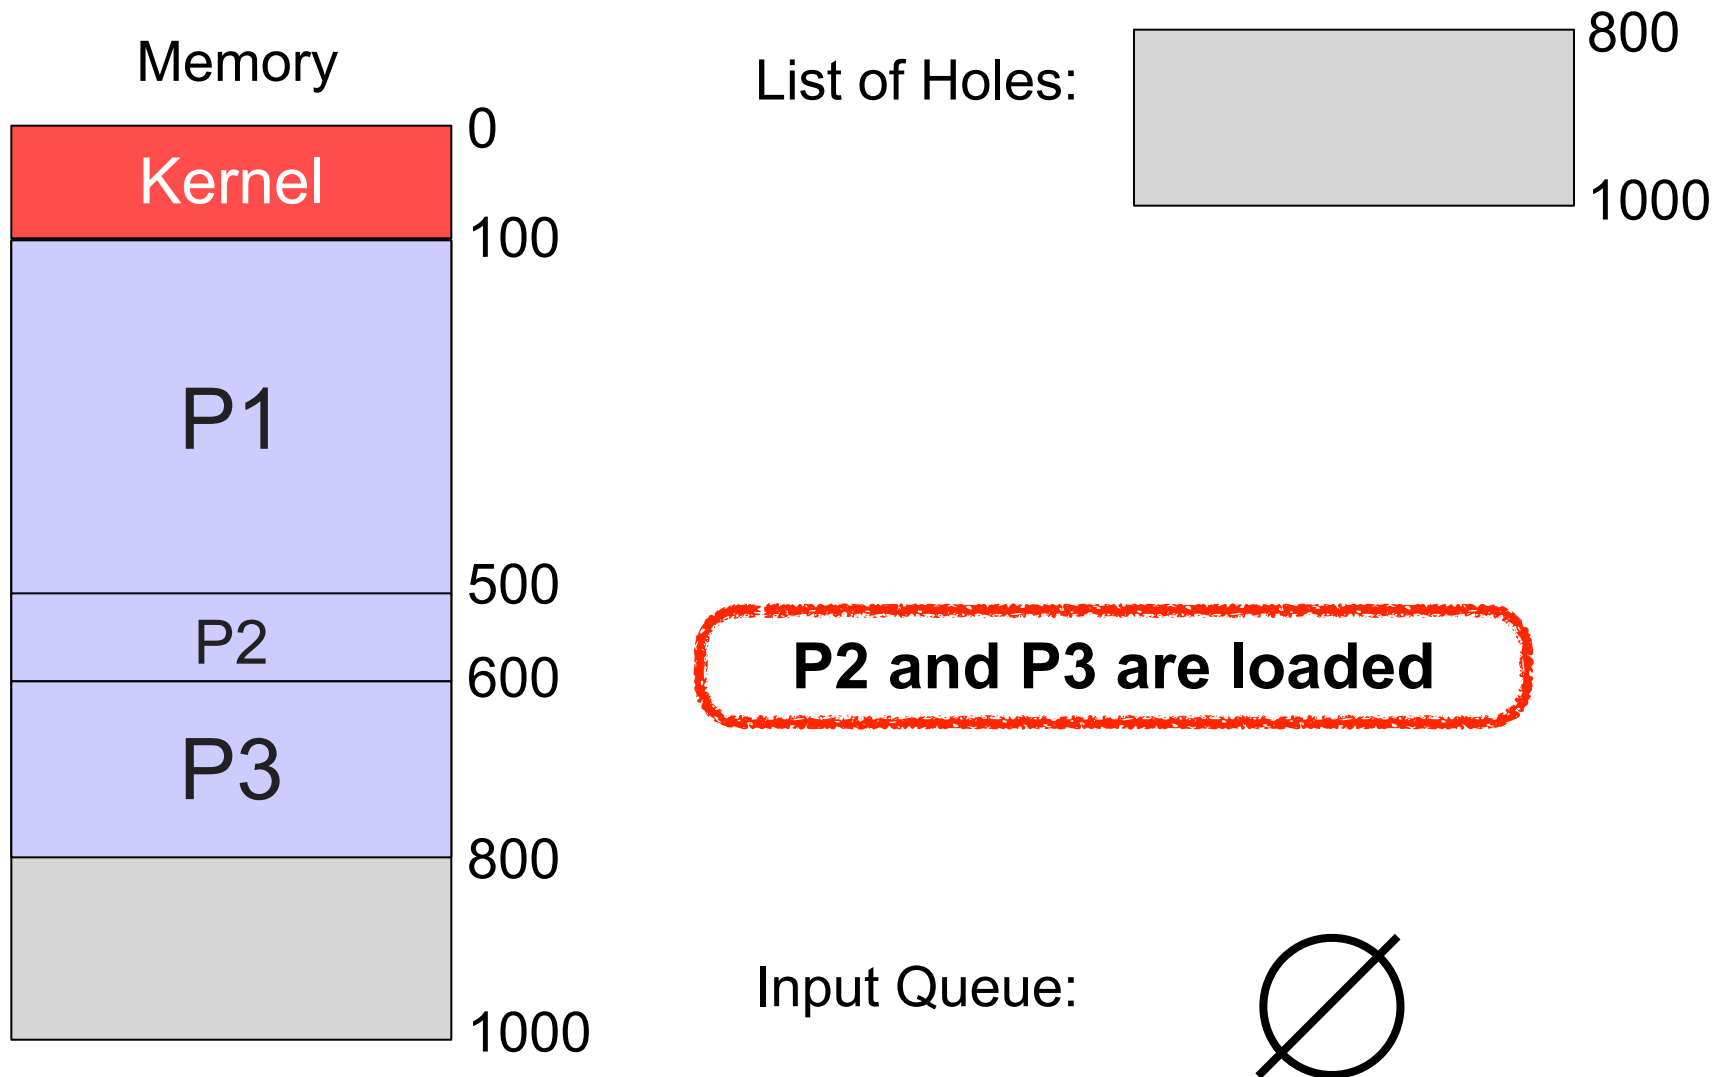 Memory
0
Kernel
100
P1
500
P2
600
P3
800
1000
List of Holes:
800
1000
P2 and P3 are loaded
Input Queue: